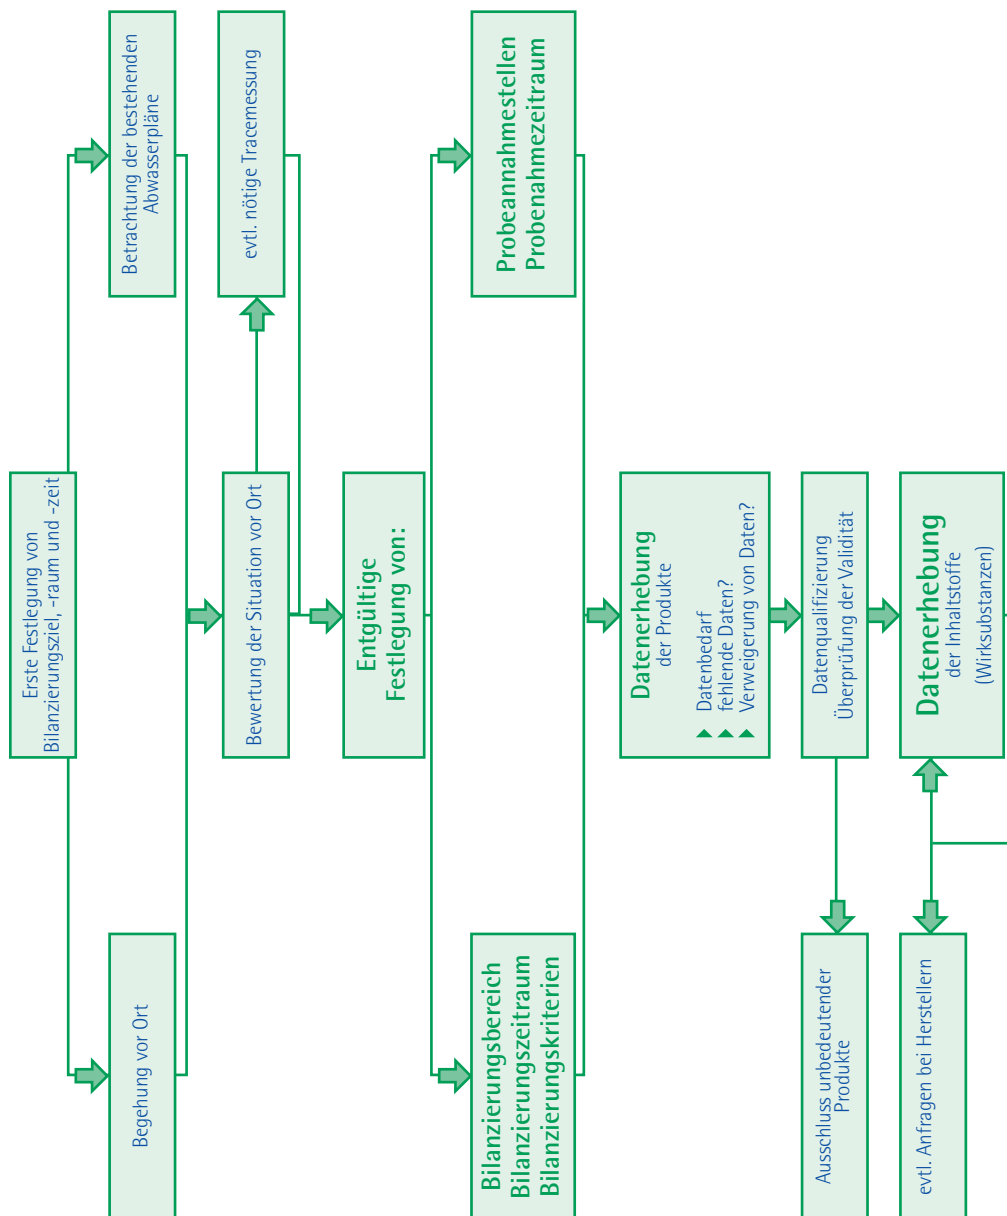 Erste Festlegung von
Bilanzierungsziel, -raum und -zeit
Begehung vor Ort
Betrachtung der bestehenden
Abwasserpläne
Bewertung der Situation vor Ort
evtl. nötige Tracemessung
Entgültige
Festlegung von:
Bilanzierungsbereich
Bilanzierungszeitraum
Bilanzierungskriterien
Probeannahmestellen
Probenahmezeitraum
Datenerhebung
der Produkte
Datenbedarf
fehlende Daten?
Verweigerung von Daten?
Datenqualifizierung
Überprüfung der Validität
Ausschluss unbedeutender
Produkte
Datenerhebung
der Inhaltstoffe
(Wirksubstanzen)
evtl. Anfragen bei Herstellern